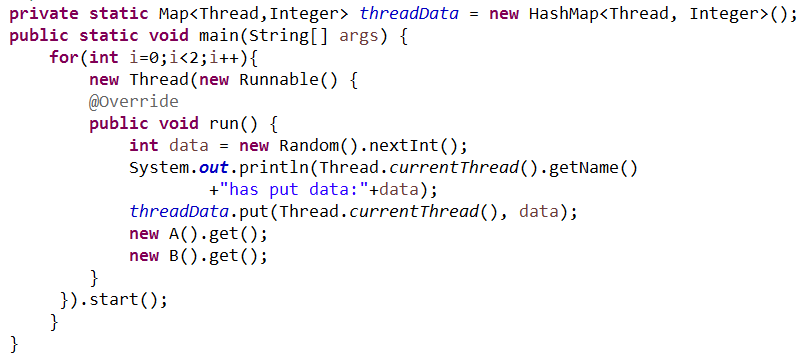 private static Map<Thread,Integer> threadData = new HashMap<Thread, Integer>();
public static void main(String[] args) {
    for(int i=0;i<2;i++){
        new Thread(new Runnable() {
        @Override
        public void run() {
            int data = new Random().nextInt();
            System.out.println(Thread.currentThread().getName()
                    +"has put data:"+data);
            threadData.put(Thread.currentThread(), data);
            new A().get();
            new B().get();
        }
     }).start();
    }
}